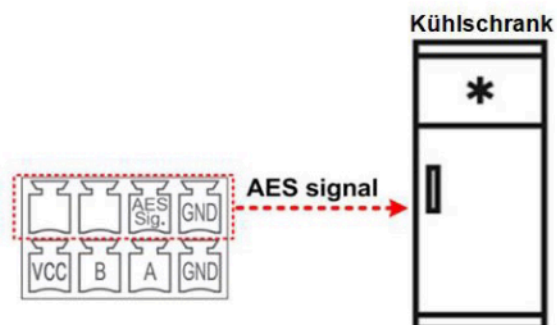 Kühlschrank
*
AES signal
AES Sig. GND
VCC B A GND